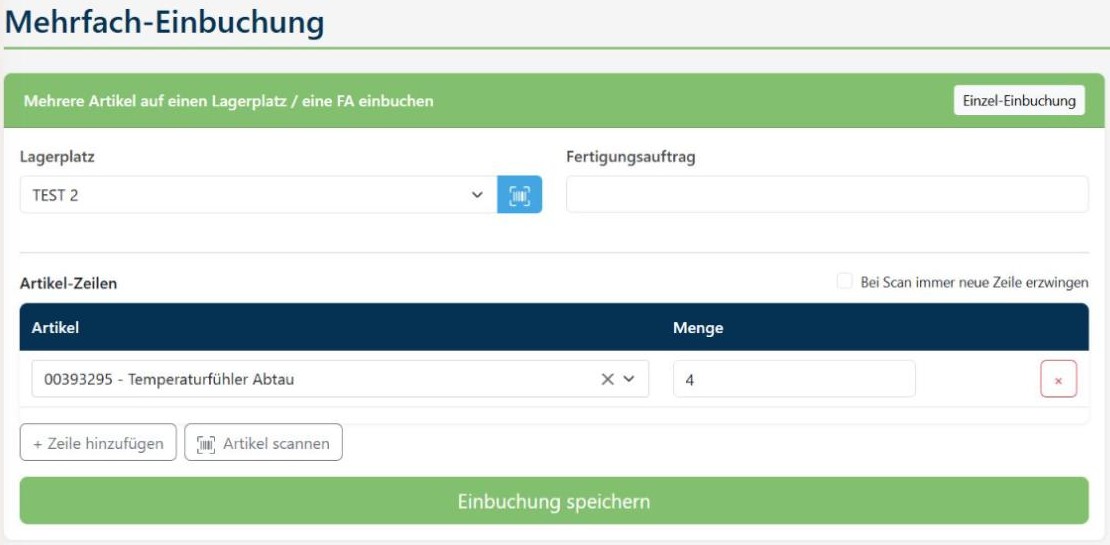 Mehrfach-Einbuchung
Mehrere Artikel auf einen Lagerplatz / eine FA einbuchen
Einzel-Einbuchung
Lagerplatz
Fertigungsauftrag
TEST 2
Artikel-Zeilen
Bei Scan immer neue Zeile erzwingen
Artikel
Menge
00393295 - Temperaturfühler Abtau
4
+ Zeile hinzufügen
Artikel scannen
Einbuchung speichern